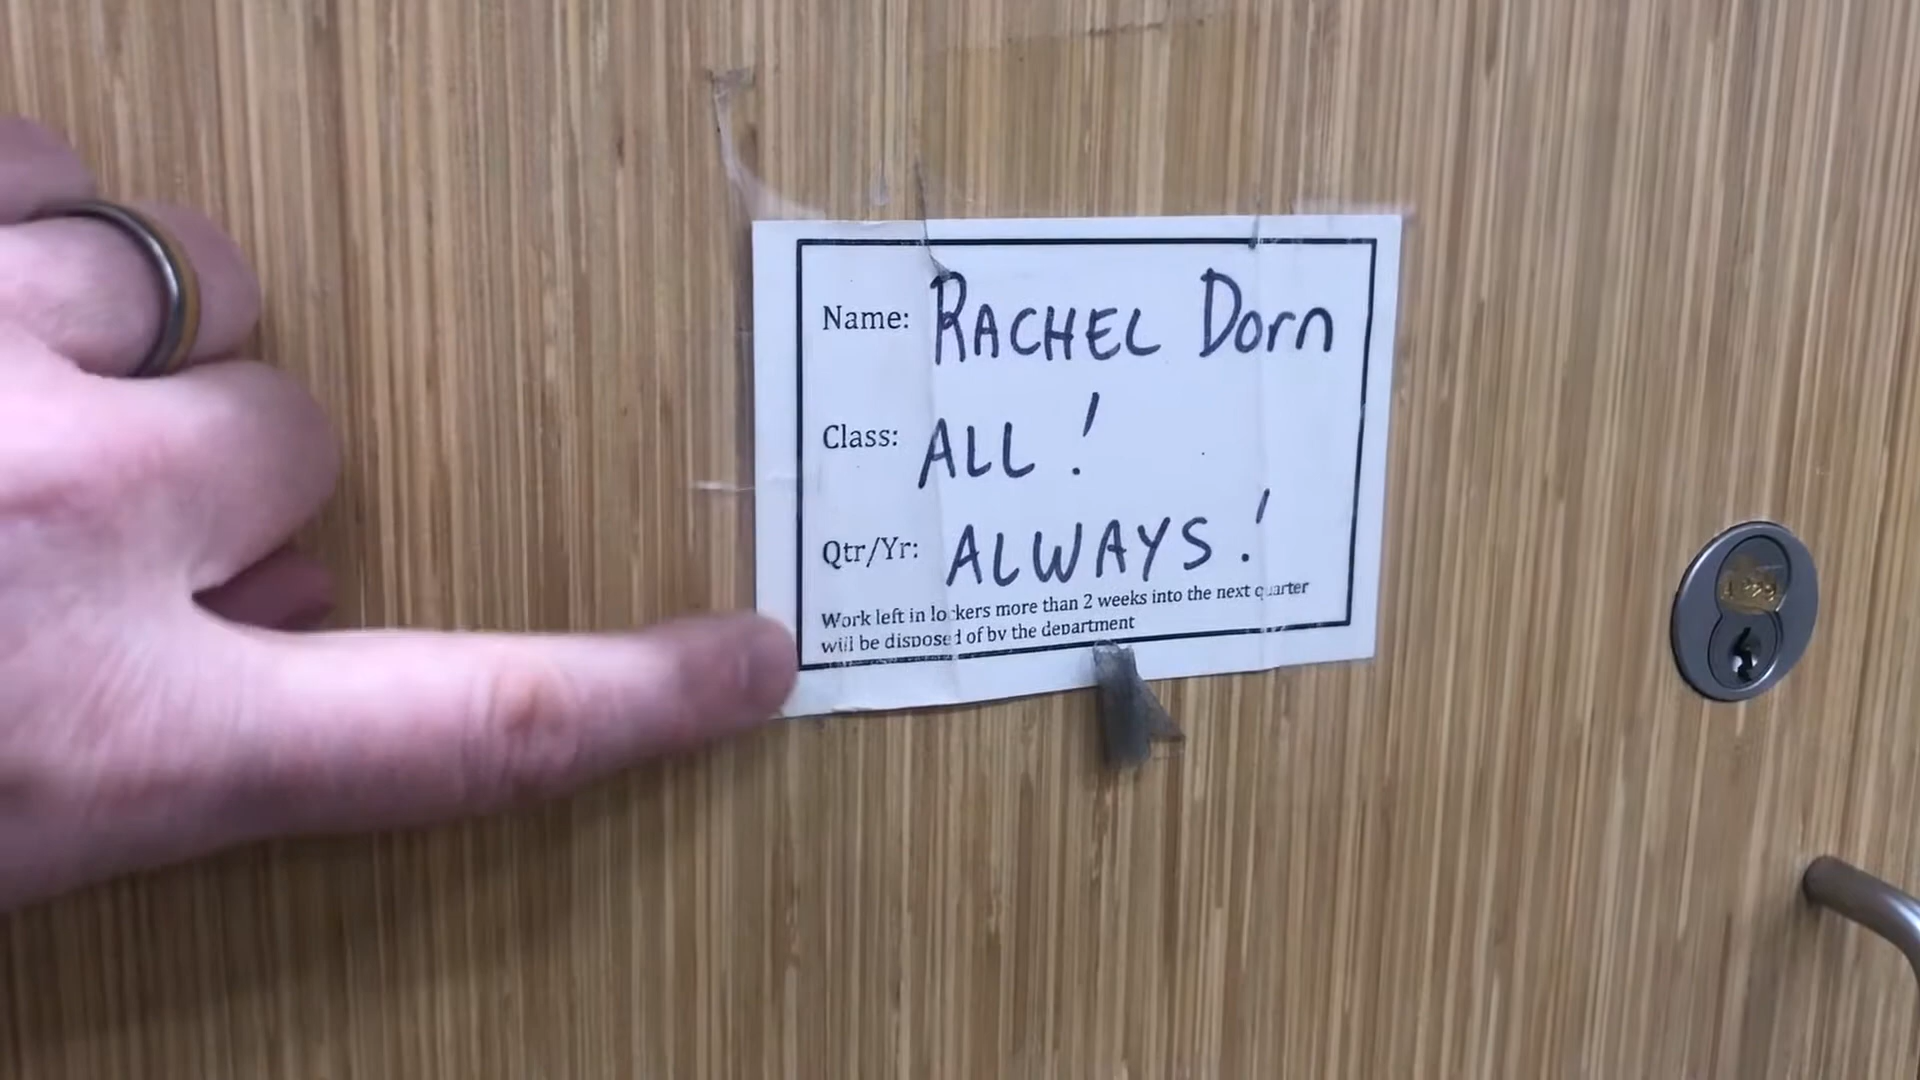 Name: RACHEL Dorn
Class: ALL!
Qtr/Yr: ALWAYS!
Work left in lockers more than 2 weeks into the next quarter
will be disposed of by the department